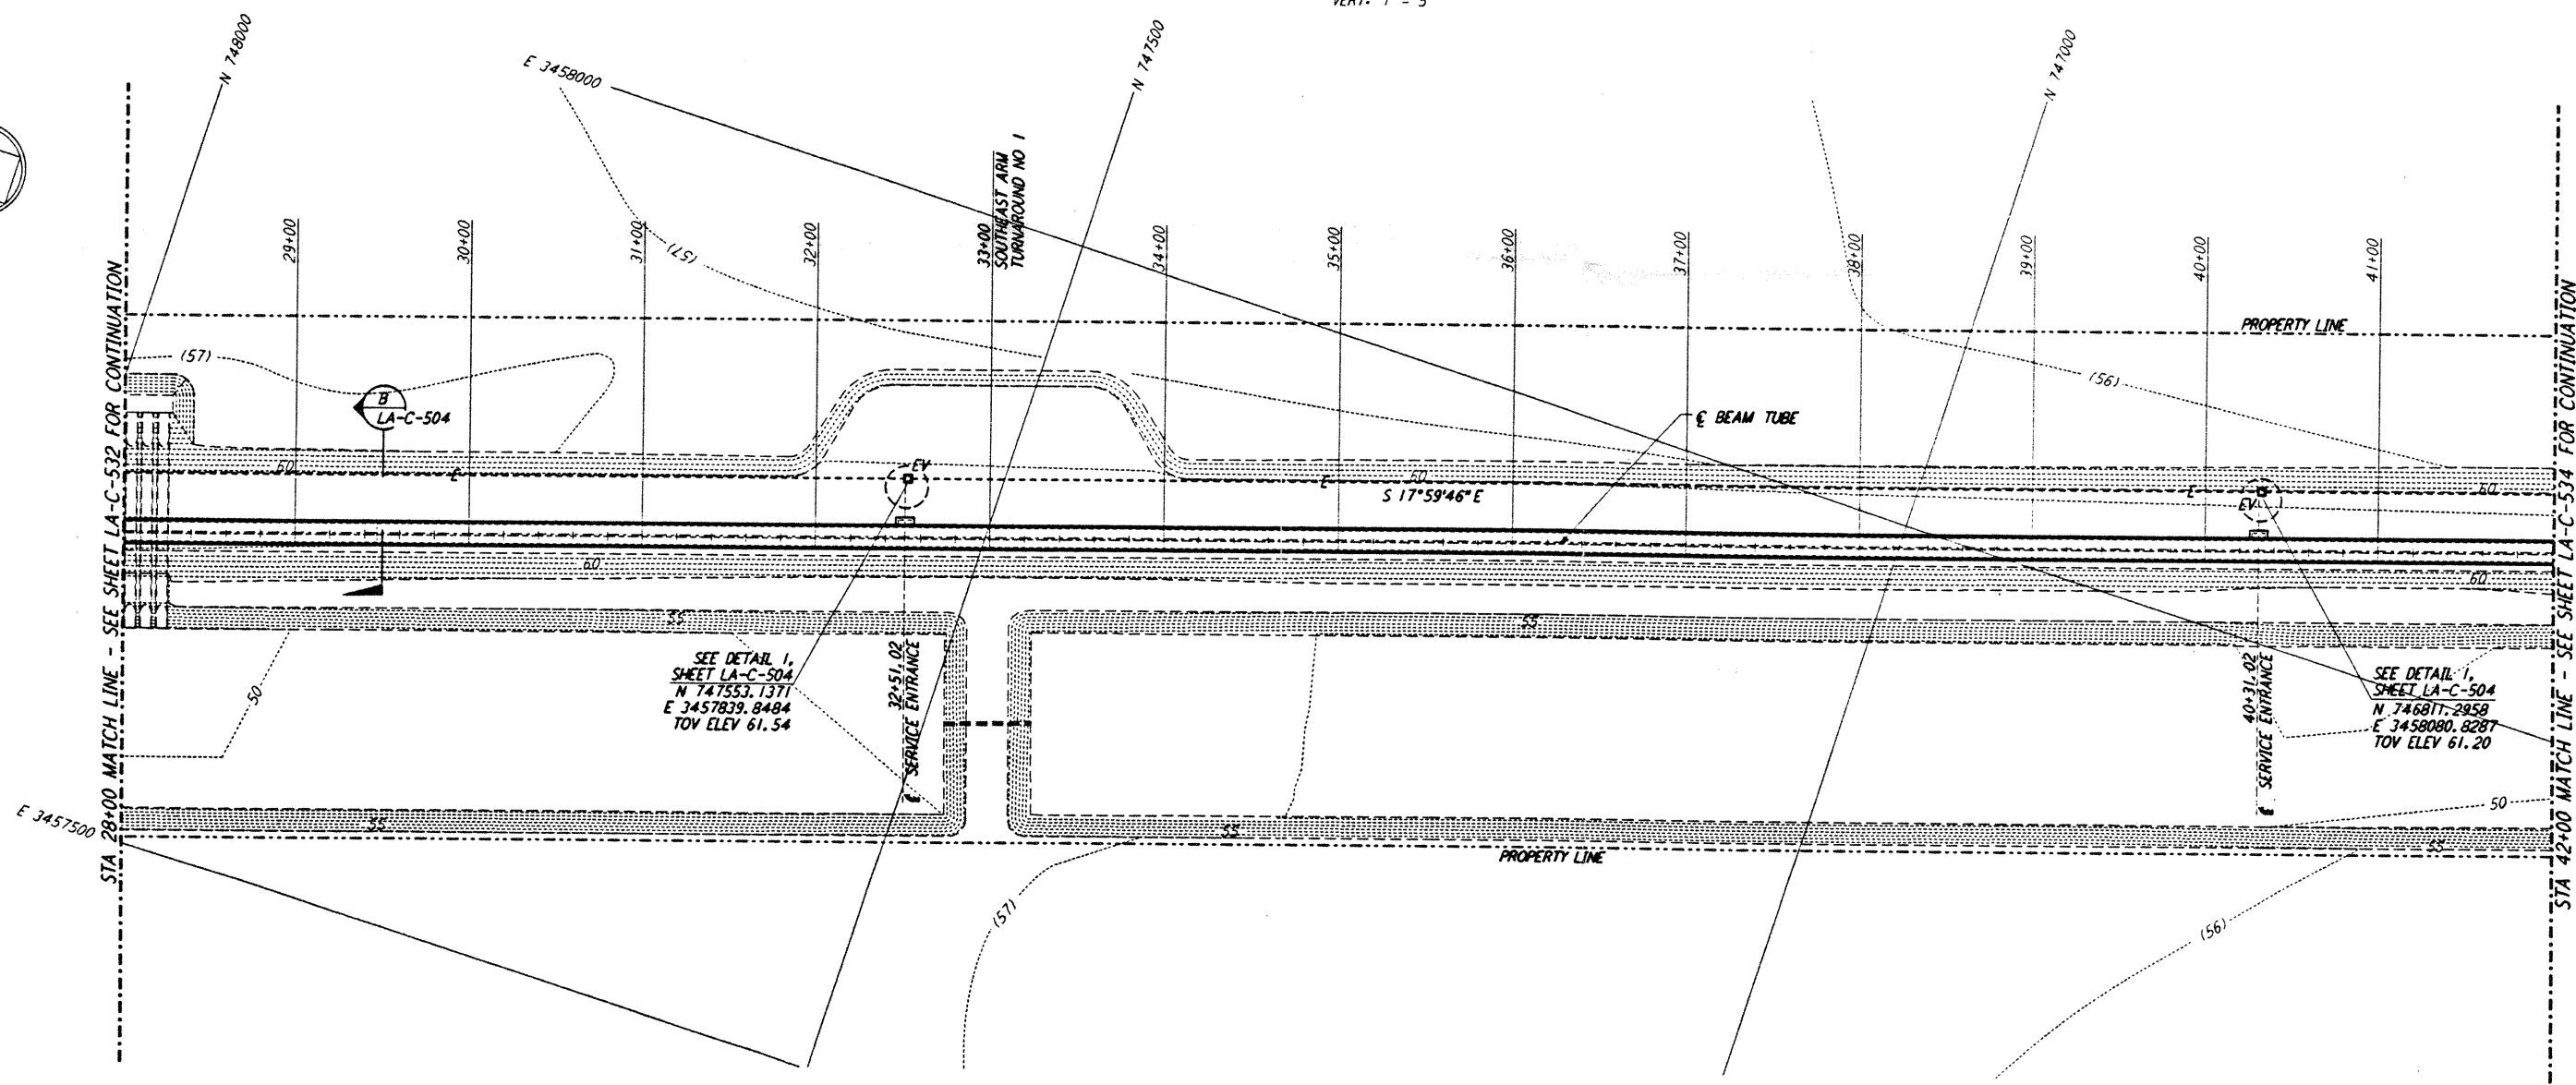 VERT. 1" = 5'
N 748000
E 3458000
N 747500
N 747000
SOUTHEAST ARM
TURNAROUND NO 1
29+00
30+00
31+00
32+00
33+00
34+00
35+00
36+00
37+00
38+00
39+00
40+00
41+00
(57)
PROPERTY LINE
(57)
(56)
B
LA-C-504
℄ BEAM TUBE
60
E
EV
E
60
S 17°59'46" E
E
EV
60
60
60
55
55
SEE DETAIL 1,
SHEET LA-C-504
N 747553.1371
E 3457839.8484
TOV ELEV 61.54
32+51.02
℄ SERVICE ENTRANCE
40+31.02
℄ SERVICE ENTRANCE
SEE DETAIL 1,
SHEET LA-C-504
N 746811.2958
E 3458080.8287
TOV ELEV 61.20
50
50
E 3457500
55
55
55
PROPERTY LINE
(57)
(56)
STA 28+00 MATCH LINE - SEE SHEET LA-C-532 FOR CONTINUATION
STA 42+00 MATCH LINE - SEE SHEET LA-C-534 FOR CONTINUATION